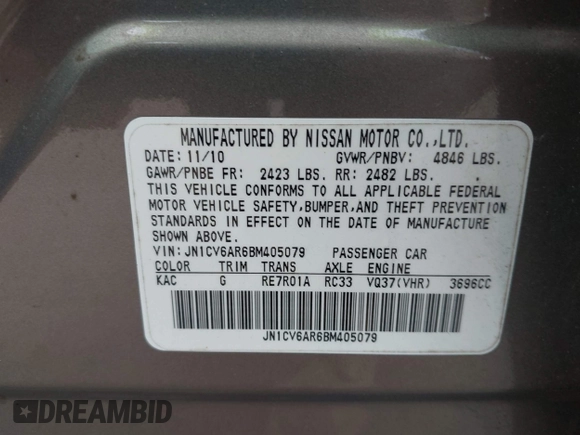 MANUFACTURED BY NISSAN MOTOR CO.,LTD.
DATE: 11/10 GVWR/PNBV: 4846 LBS.
GAWR/PNBE FR: 2423 LBS. RR: 2482 LBS.
THIS VEHICLE CONFORMS TO ALL APPLICABLE FEDERAL
MOTOR VEHICLE SAFETY,BUMPER,AND THEFT PREVENTION
STANDARDS IN EFFECT ON THE DATE OF MANUFACTURE
SHOWN ABOVE.
VIN:JN1CV6AR6BM405079 PASSENGER CAR
COLOR TRIM TRANS AXLE ENGINE
KAC G RE7R01A RC33 VQ37(VHR) 3696CC
JN1CV6AR6BM405079
DREAMBID